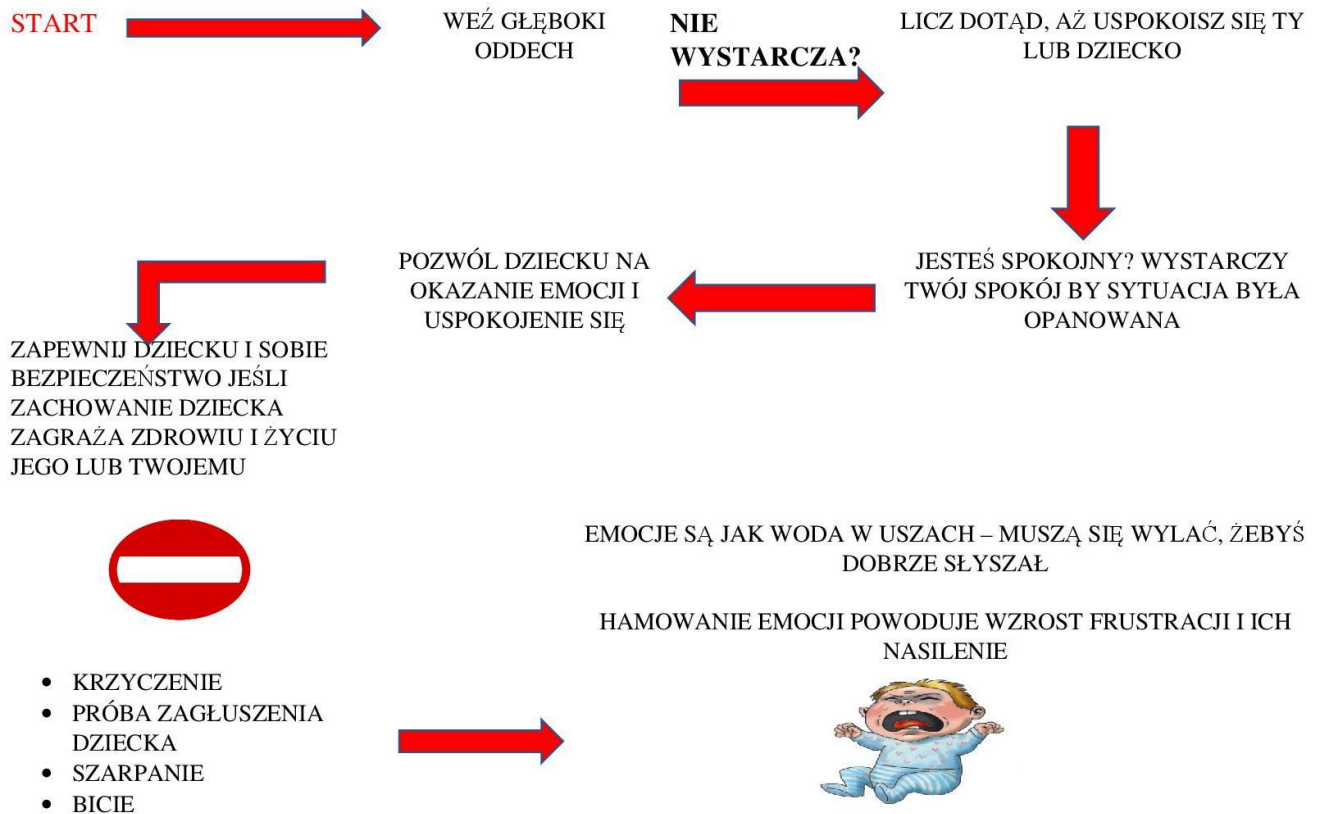 START
WEŹ GŁĘBOKI
ODDECH
NIE
WYSTARCZA?
LICZ DOTĄD, AŻ USPOKOISZ SIĘ TY
LUB DZIECKO
JESTEŚ SPOKOJNY? WYSTARCZY
TWÓJ SPOKÓJ BY SYTUACJA BYŁA
OPANOWANA
POZWÓL DZIECKU NA
OKAZANIE EMOCJI I
USPOKOJENIE SIĘ
ZAPEWNIJ DZIECKU I SOBIE
BEZPIECZEŃSTWO JEŚLI
ZACHOWANIE DZIECKA
ZAGRAŻA ZDROWIU I ŻYCIU
JEGO LUB TWOJEMU
EMOCJE SĄ JAK WODA W USZACH – MUSZĄ SIĘ WYLAĆ, ŻEBYŚ
DOBRZE SŁYSZAŁ
HAMOWANIE EMOCJI POWODUJE WZROST FRUSTRACJI I ICH
NASILENIE
• KRZYCZENIE
• PRÓBA ZAGŁUSZENIA
DZIECKA
• SZARPANIE
• BICIE